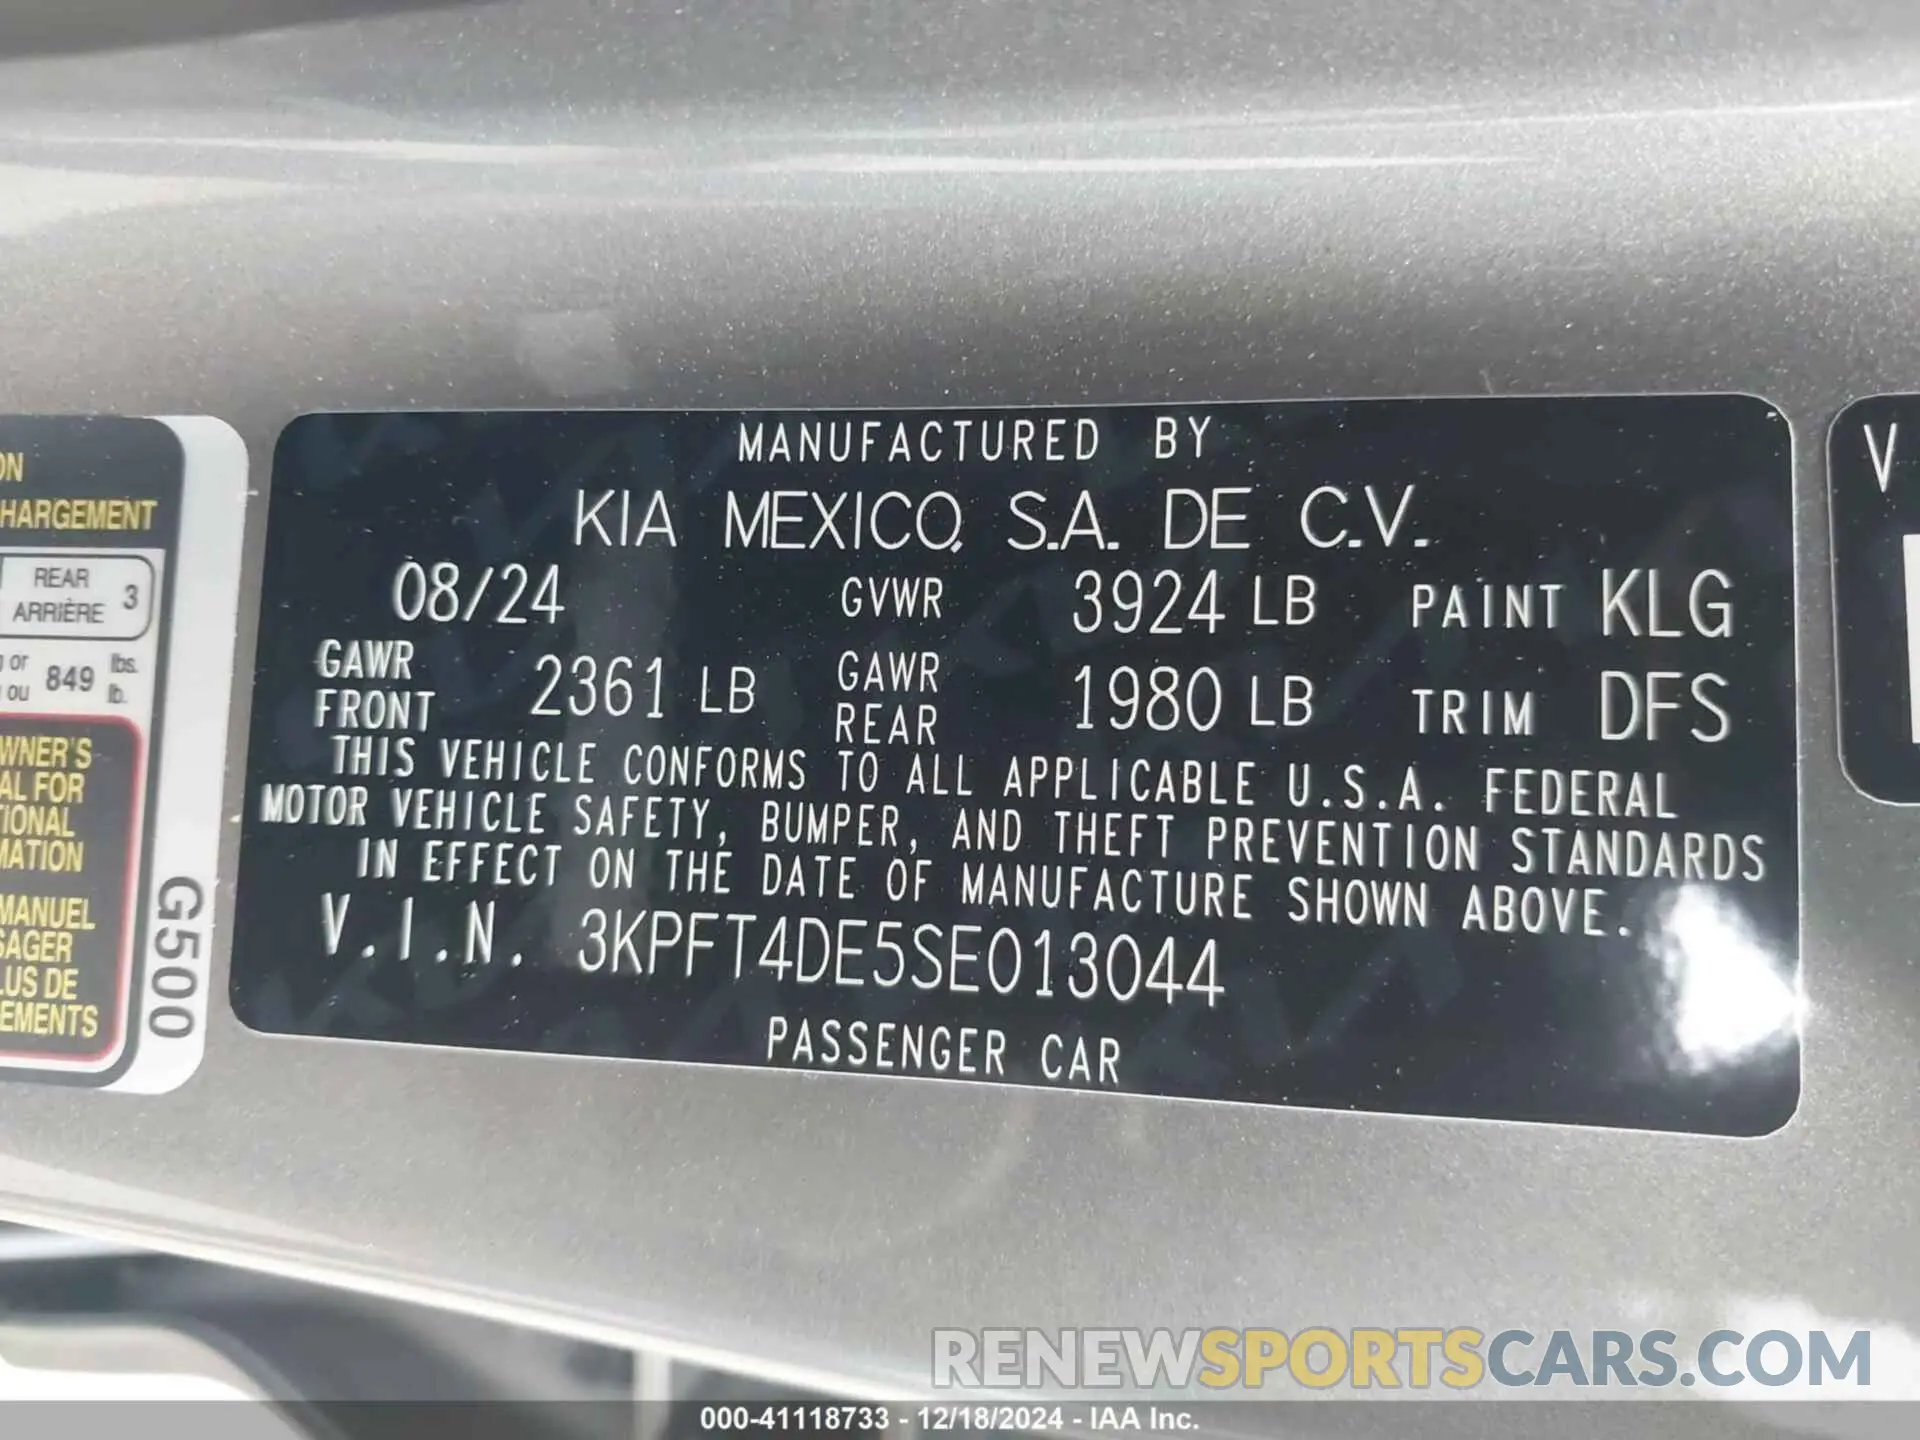 MANUFACTURED BY
KIA MEXICO, S.A. DE C.V.
08/24 GVWR 3924 LB PAINT KLG
GAWR FRONT 2361 LB GAWR REAR 1980 LB TRIM DFS
THIS VEHICLE CONFORMS TO ALL APPLICABLE U.S.A. FEDERAL
MOTOR VEHICLE SAFETY, BUMPER, AND THEFT PREVENTION STANDARDS
IN EFFECT ON THE DATE OF MANUFACTURE SHOWN ABOVE.
V.I.N. 3KPFT4DE5SE013044
PASSENGER CAR
ON
HARGEMENT
REAR
ARRIÈRE 3
or
ou 849 lbs.
lb.
WNER'S
AL FOR
TIONAL
MATION
MANUEL
SAGER
LUS DE
EMENTS
G500
V
RENEWSPORTSCARS.COM
000-41118733 - 12/18/2024 - IAA Inc.